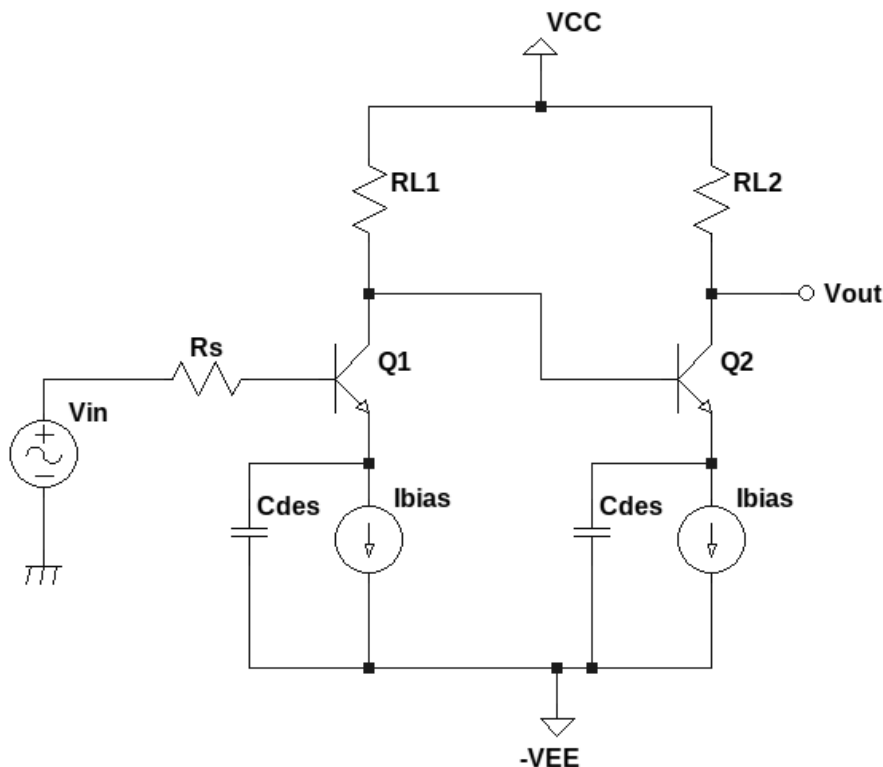 VCC
RL1
RL2
Vout
Rs
Q1
Q2
Vin
Cdes
Ibias
Cdes
Ibias
-VEE